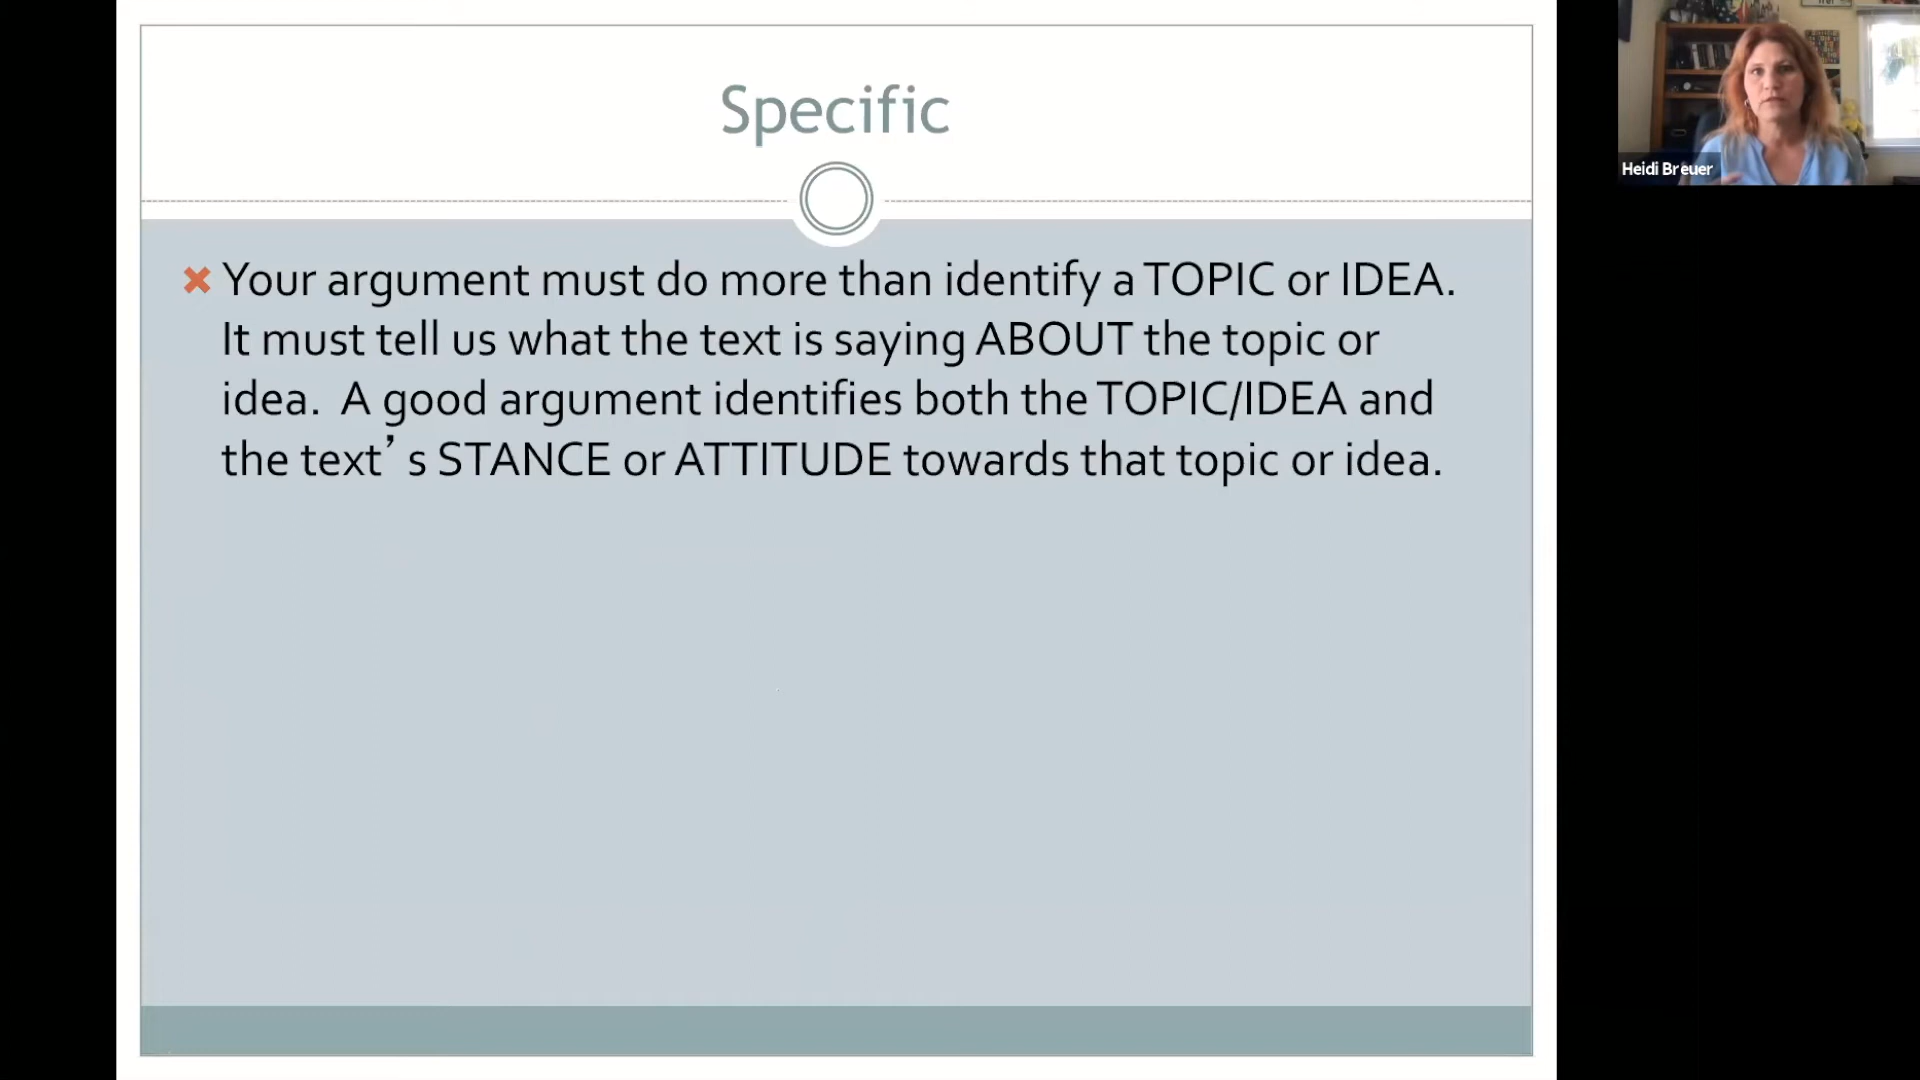 Specific
Your argument must do more than identify a TOPIC or IDEA.
It must tell us what the text is saying ABOUT the topic or
idea.  A good argument identifies both the TOPIC/IDEA and
the text’s STANCE or ATTITUDE towards that topic or idea.
Heidi Breuer